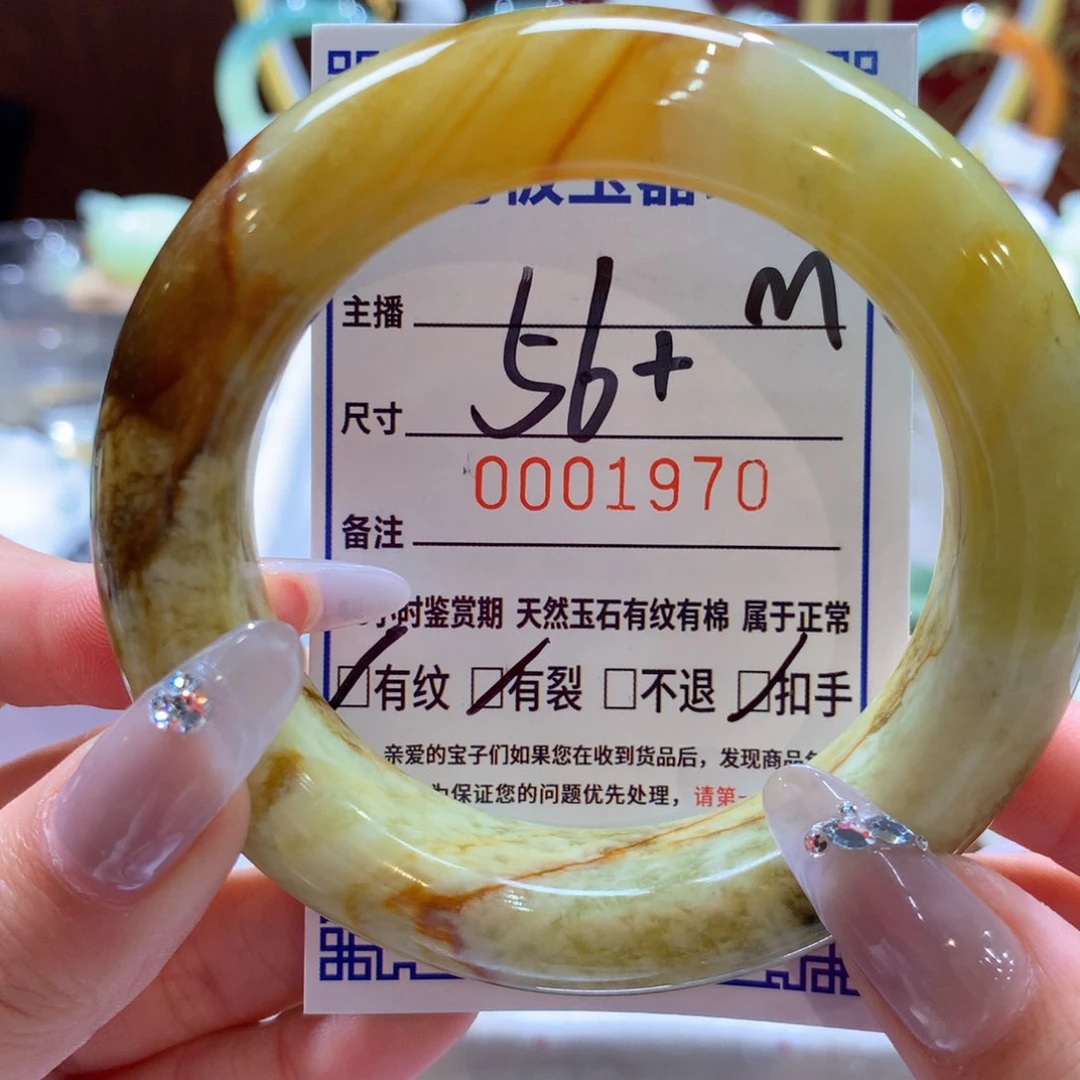 玉器
主播 M
尺寸 56+
0001970
备注
时鉴赏期 天然玉石有纹有棉 属于正常
□有纹 □有裂 □不退 □扣手
亲爱的宝子们如果您在收到货品后，发现商品
为保证您的问题优先处理，请第一